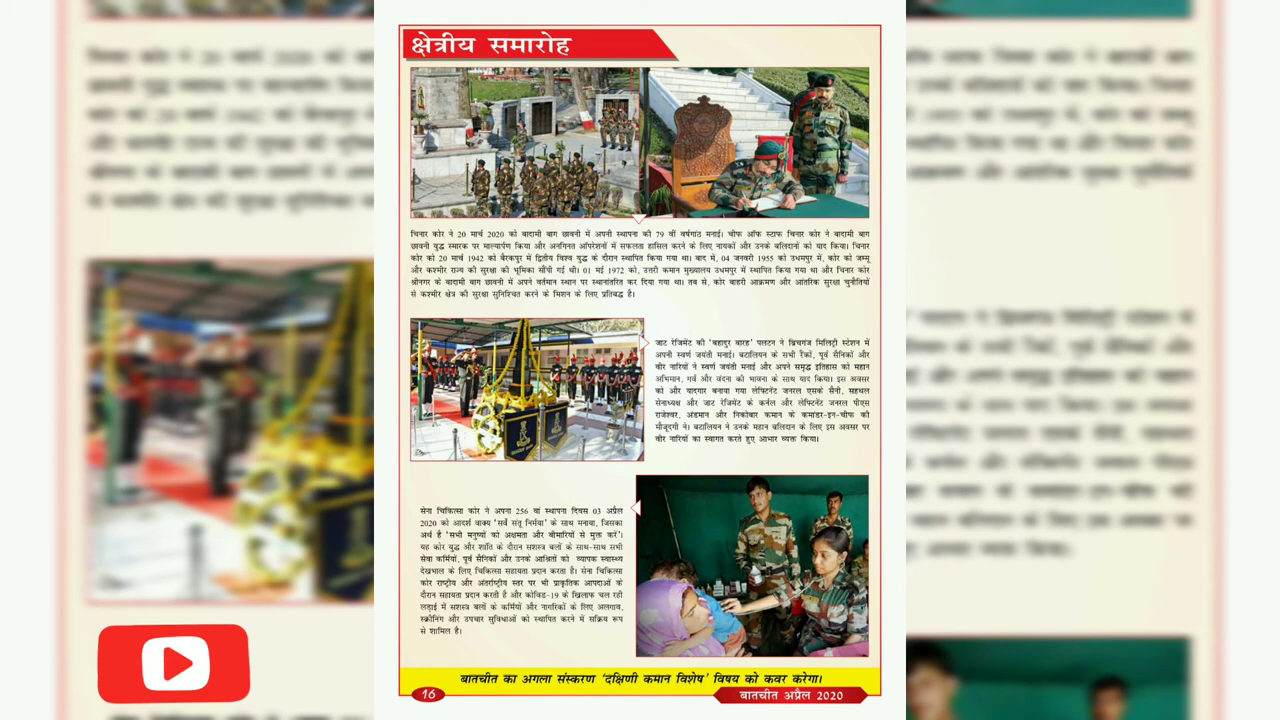 क्षेत्रीय समारोह
चिनार कोर ने 20 मार्च 2020 को बादामी बाग छावनी में अपनी स्थापना की 79 वीं वर्षगांठ मनाई। चीफ ऑफ स्टाफ चिनार कोर ने बादामी बाग
छावनी युद्ध स्मारक पर माल्यार्पण किया और अनगिनत ऑपरेशनों में सफलता हासिल करने के लिए नायकों और उनके बलिदानों को याद किया। चिनार
कोर को 20 मार्च 1942 को बैरकपुर में द्वितीय विश्व युद्ध के दौरान स्थापित किया गया था। बाद में, 04 जनवरी 1955 को उधमपुर में, कोर को जम्मू
और कश्मीर राज्य की सुरक्षा की भूमिका सौंपी गई थी। 01 मई 1972 को, उत्तरी कमान मुख्यालय उधमपुर में स्थापित किया गया था और चिनार कोर
श्रीनगर के बादामी बाग छावनी में अपने वर्तमान स्थान पर स्थानांतरित कर दिया गया था। तब से, कोर बाहरी आक्रमण और आंतरिक सुरक्षा चुनौतियों
से कश्मीर क्षेत्र की सुरक्षा सुनिश्चित करने के मिशन के लिए प्रतिबद्ध है।
जाट रेजिमेंट की 'बहादुर बारह' पलटन ने ब्रिचगंज मिलिट्री स्टेशन में
अपनी स्वर्ण जयंती मनाई। बटालियन के सभी रैंकों, पूर्व सैनिकों और
वीर नारियों ने स्वर्ण जयंती मनाई और अपने समृद्ध इतिहास को महान
अभिमान, गर्व और वंदना की भावना के साथ याद किया। इस अवसर
को और यादगार बनाया गया लेफ्टिनेंट जनरल एसके सैनी, सहथल
सेनाध्यक्ष और जाट रेजिमेंट के कर्नल और लेफ्टिनेंट जनरल पीएस
राजेश्वर, अंडमान और निकोबार कमान के कमांडर-इन-चीफ की
मौजूदगी ने। बटालियन ने उनके महान बलिदान के लिए इस अवसर पर
वीर नारियों का स्वागत करते हुए आभार व्यक्त किया।
सेना चिकित्सा कोर ने अपना 256 वां स्थापना दिवस 03 अप्रैल
2020 को आदर्श वाक्य 'सर्वे संतु निर्मया' के साथ मनाया, जिसका
अर्थ है 'सभी मनुष्यों को अक्षमता और बीमारियों से मुक्त करें'।
यह कोर युद्ध और शांति के दौरान सशस्त्र बलों के साथ-साथ सभी
सेवा कर्मियों, पूर्व सैनिकों और उनके आश्रितों को व्यापक स्वास्थ्य
देखभाल के लिए चिकित्सा सहायता प्रदान करता है। सेना चिकित्सा
कोर राष्ट्रीय और अंतर्राष्ट्रीय स्तर पर भी प्राकृतिक आपदाओं के
दौरान सहायता प्रदान करती है और कोविड-19 के खिलाफ चल रही
लड़ाई में सशस्त्र बलों के कर्मियों और नागरिकों के लिए अलगाव,
स्क्रीनिंग और उपचार सुविधाओं को स्थापित करने में सक्रिय रूप
से शामिल है।
बातचीत का अगला संस्करण 'दक्षिणी कमान विशेष' विषय को कवर करेगा।
16
बातचीत अप्रैल 2020